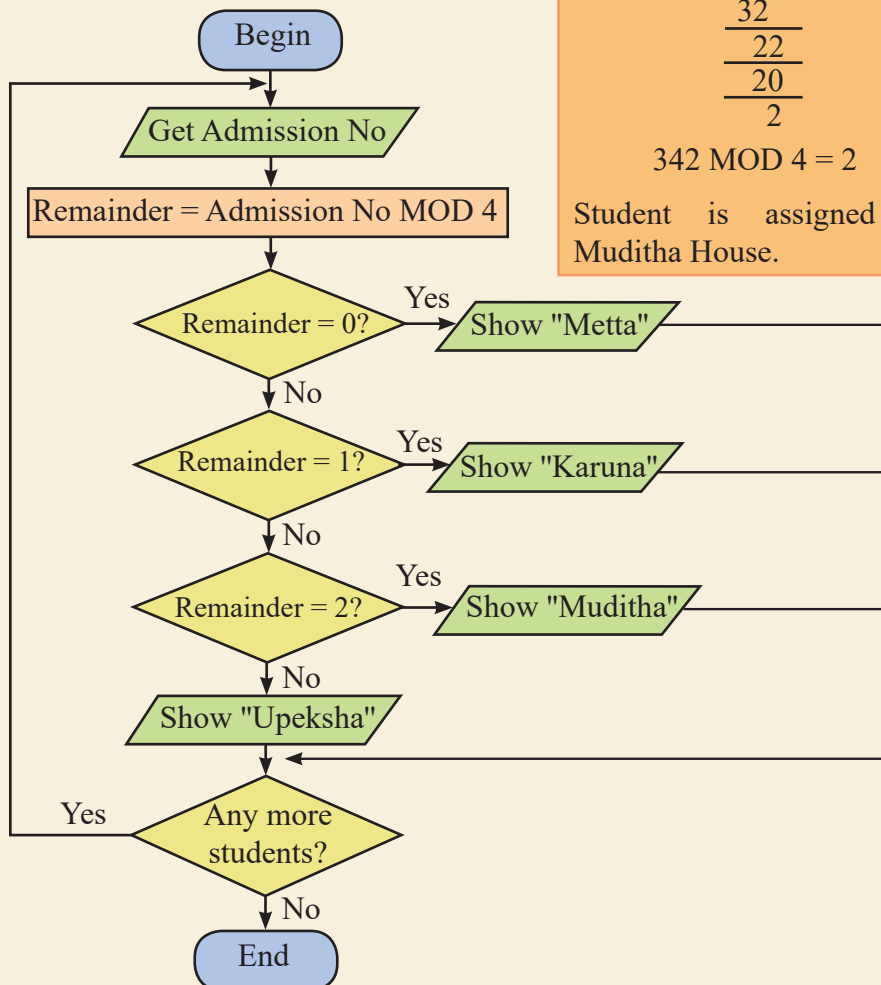 Begin
Get Admission No
Remainder = Admission No MOD 4
Remainder = 0?
Yes
Show "Metta"
No
Remainder = 1?
Yes
Show "Karuna"
No
Remainder = 2?
Yes
Show "Muditha"
No
Show "Upeksha"
Any more
students?
Yes
No
End
32
22
20
2
342 MOD 4 = 2
Student is assigned
Muditha House.